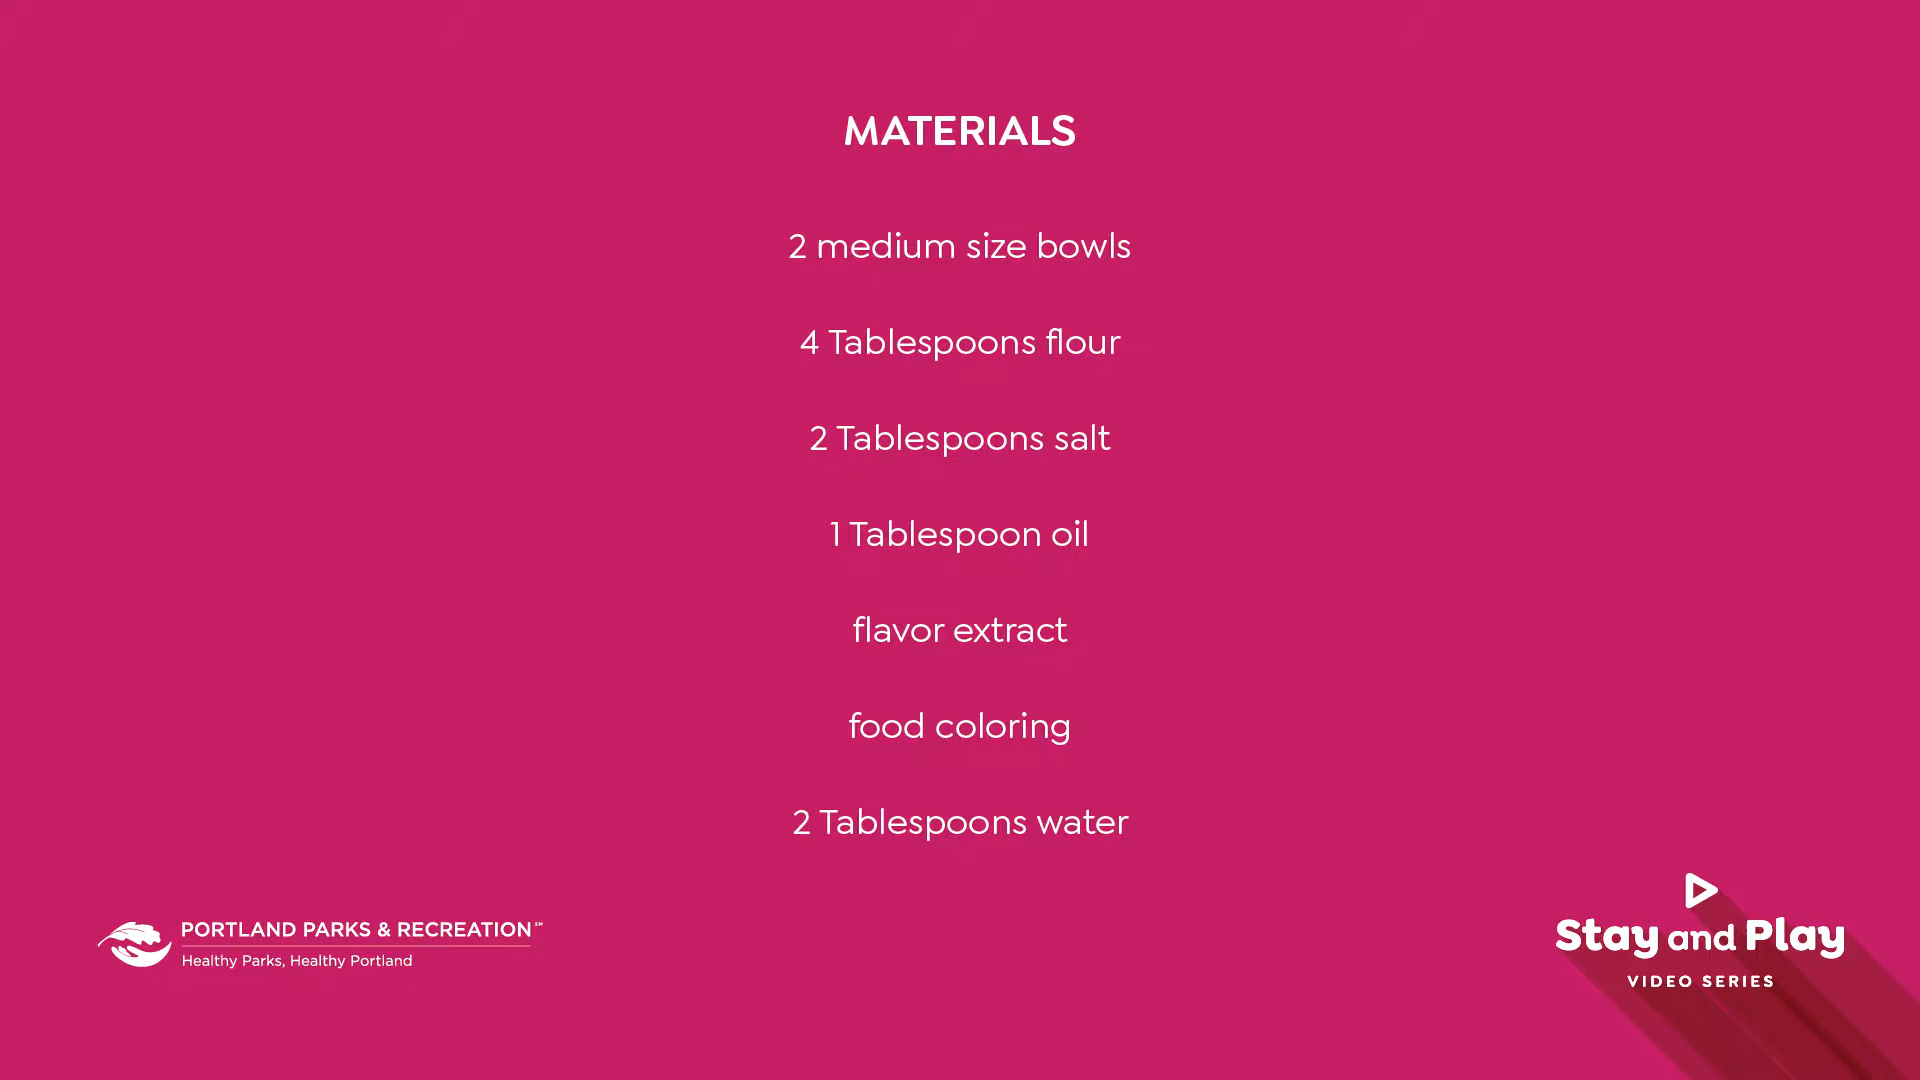 MATERIALS
2 medium size bowls
4 Tablespoons flour
2 Tablespoons salt
1 Tablespoon oil
flavor extract
food coloring
2 Tablespoons water
PORTLAND PARKS & RECREATION℠
Healthy Parks, Healthy Portland
Stay and Play
VIDEO SERIES